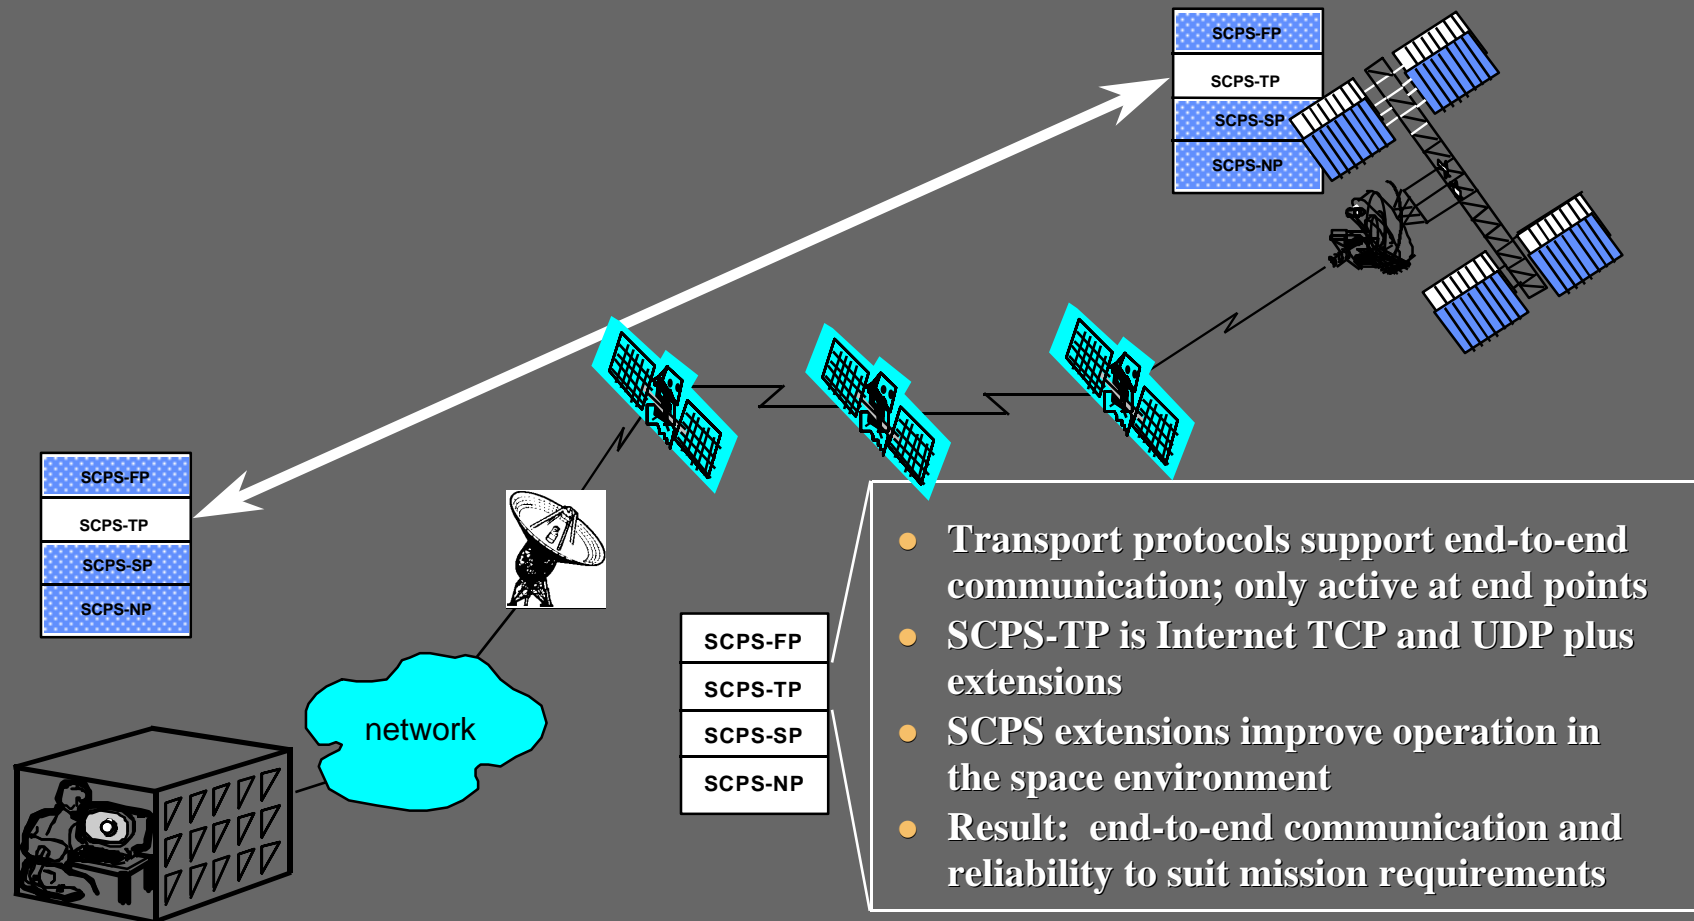 SCPS-FP
SCPS-TP
SCPS-SP
SCPS-NP
SCPS-FP
SCPS-TP
SCPS-SP
SCPS-NP
network
SCPS-FP
SCPS-TP
SCPS-SP
SCPS-NP
● Transport protocols support end-to-end
communication; only active at end points
● SCPS-TP is Internet TCP and UDP plus
extensions
● SCPS extensions improve operation in
the space environment
● Result: end-to-end communication and
reliability to suit mission requirements